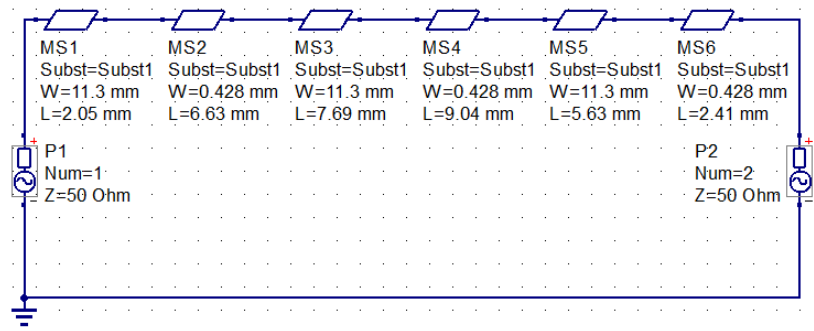 MS1
Subst=Subst1
W=11.3 mm
L=2.05 mm
MS2
Subst=Subst1
W=0.428 mm
L=6.63 mm
MS3
Subst=Subst1
W=11.3 mm
L=7.69 mm
MS4
Subst=Subst1
W=0.428 mm
L=9.04 mm
MS5
Subst=Subst1
W=11.3 mm
L=5.63 mm
MS6
Subst=Subst1
W=0.428 mm
L=2.41 mm
P1
Num=1
Z=50 Ohm
P2
Num=2
Z=50 Ohm